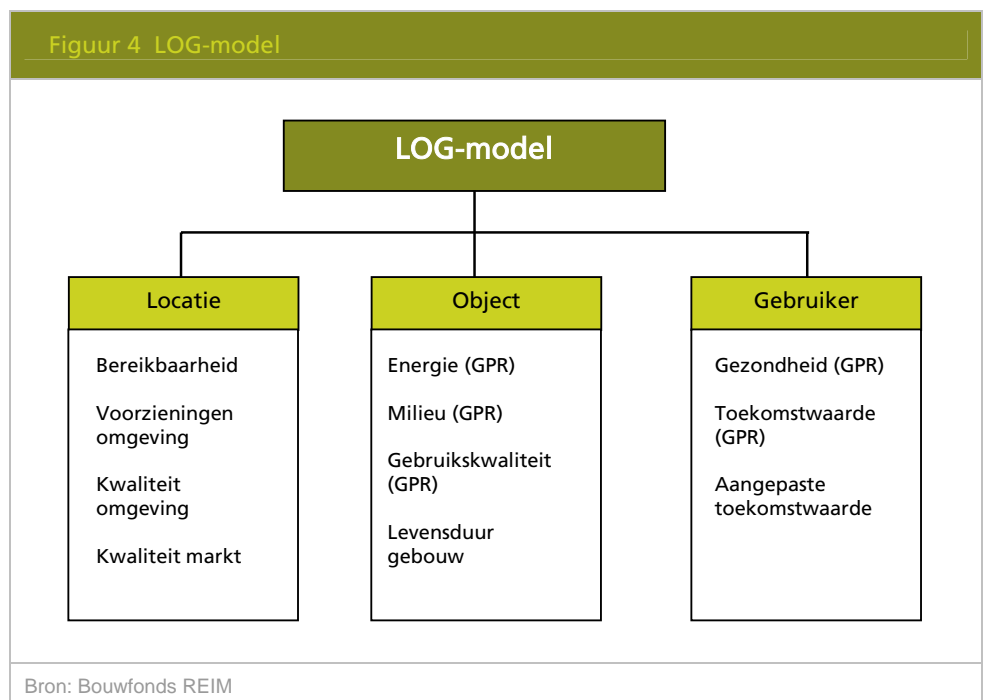 Figuur 4 LOG-model
LOG-model
Locatie
Bereikbaarheid
Voorzieningen
omgeving
Kwaliteit
omgeving
Kwaliteit markt
Object
Energie (GPR)
Milieu (GPR)
Gebruikskwaliteit
(GPR)
Levensduur
gebouw
Gebruiker
Gezondheid (GPR)
Toekomstwaarde
(GPR)
Aangepaste
toekomstwaarde
Bron: Bouwfonds REIM